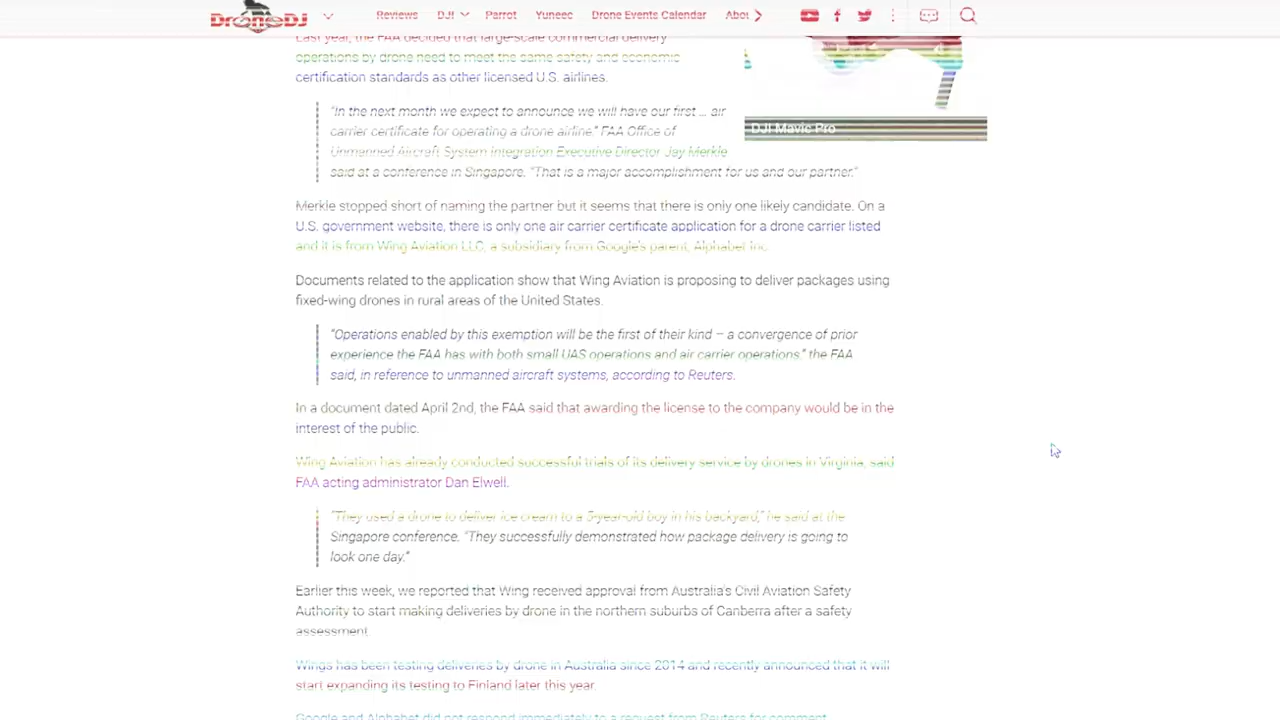 DroneDJ
Reviews DJI Parrot Yuneec Drone Events Calendar Abou
Last year, the FAA decided that large-scale commercial delivery
operations by drone need to meet the same safety and economic
certification standards as other licensed U.S. airlines.
DJI Mavic Pro
"In the next month we expect to announce we will have our first … air
carrier certificate for operating a drone airline." FAA Office of
Unmanned Aircraft System Integration Executive Director Jay Merkle
said at a conference in Singapore. "That is a major accomplishment for us and our partner."
Merkle stopped short of naming the partner but it seems that there is only one likely candidate. On a
U.S. government website, there is only one air carrier certificate application for a drone carrier listed
and it is from Wing Aviation LLC, a subsidiary from Google's parent, Alphabet Inc.
Documents related to the application show that Wing Aviation is proposing to deliver packages using
fixed-wing drones in rural areas of the United States.
"Operations enabled by this exemption will be the first of their kind – a convergence of prior
experience the FAA has with both small UAS operations and air carrier operations." the FAA
said, in reference to unmanned aircraft systems, according to Reuters.
In a document dated April 2nd, the FAA said that awarding the license to the company would be in the
interest of the public.
Wing Aviation has already conducted successful trials of its delivery service by drones in Virginia, said
FAA acting administrator Dan Elwell.
"They used a drone to deliver ice cream to a 5-year-old boy in his backyard," he said at the
Singapore conference. "They successfully demonstrated how package delivery is going to
look one day."
Earlier this week, we reported that Wing received approval from Australia's Civil Aviation Safety
Authority to start making deliveries by drone in the northern suburbs of Canberra after a safety
assessment.
Wings has been testing deliveries by drone in Australia since 2014 and recently announced that it will
start expanding its testing to Finland later this year.
Google and Alphabet did not respond immediately to a request from Reuters for comment.